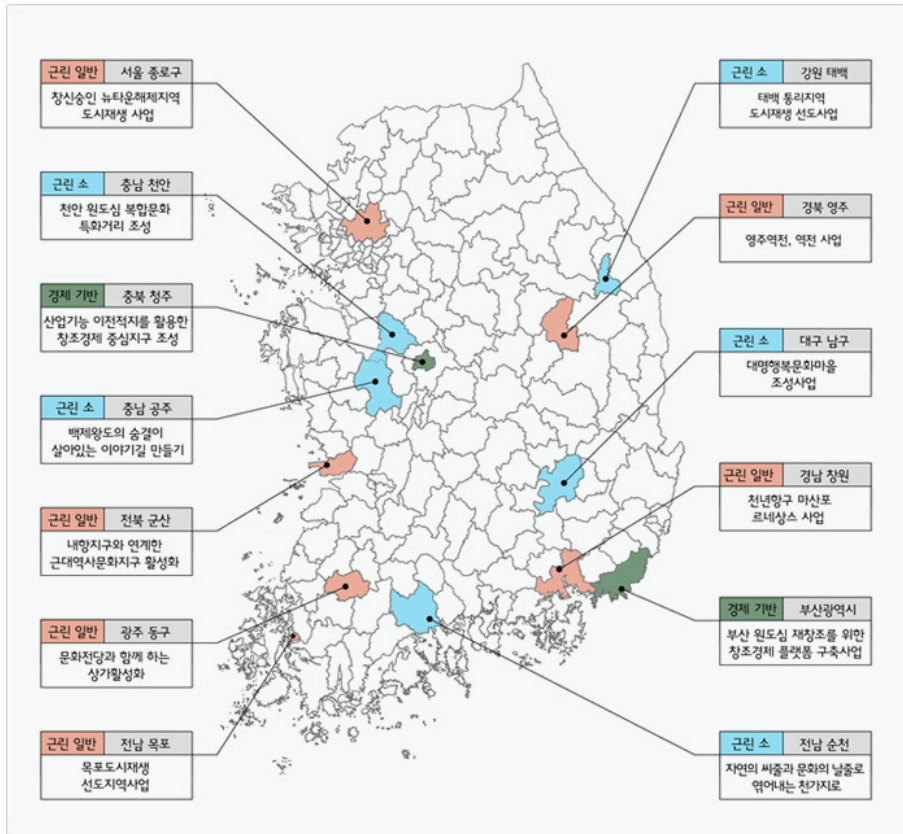 근린 일반 서울 종로구
창신숭인 뉴타운해제지역
도시재생 사업
근린 소 충남 천안
천안 원도심 복합문화
특화거리 조성
경제 기반 충북 청주
산업기능 이전적지를 활용한
창조경제 중심지구 조성
근린 소 충남 공주
백제왕도의 숨결이
살아있는 이야기길 만들기
근린 일반 전북 군산
내항지구와 연계한
근대역사문화지구 활성화
근린 일반 광주 동구
문화전당과 함께 하는
상가활성화
근린 일반 전남 목포
목포도시재생
선도지역사업
근린 소 강원 태백
태백 통리지역
도시재생 선도사업
근린 일반 경북 영주
영주역전, 역전 사업
근린 소 대구 남구
대명행복문화마을
조성사업
근린 일반 경남 창원
천년항구 마산포
르네상스 사업
경제 기반 부산광역시
부산 원도심 재창조를 위한
창조경제 플랫폼 구축사업
근린 소 전남 순천
자연의 씨줄과 문화의 날줄로
엮어내는 천가지로